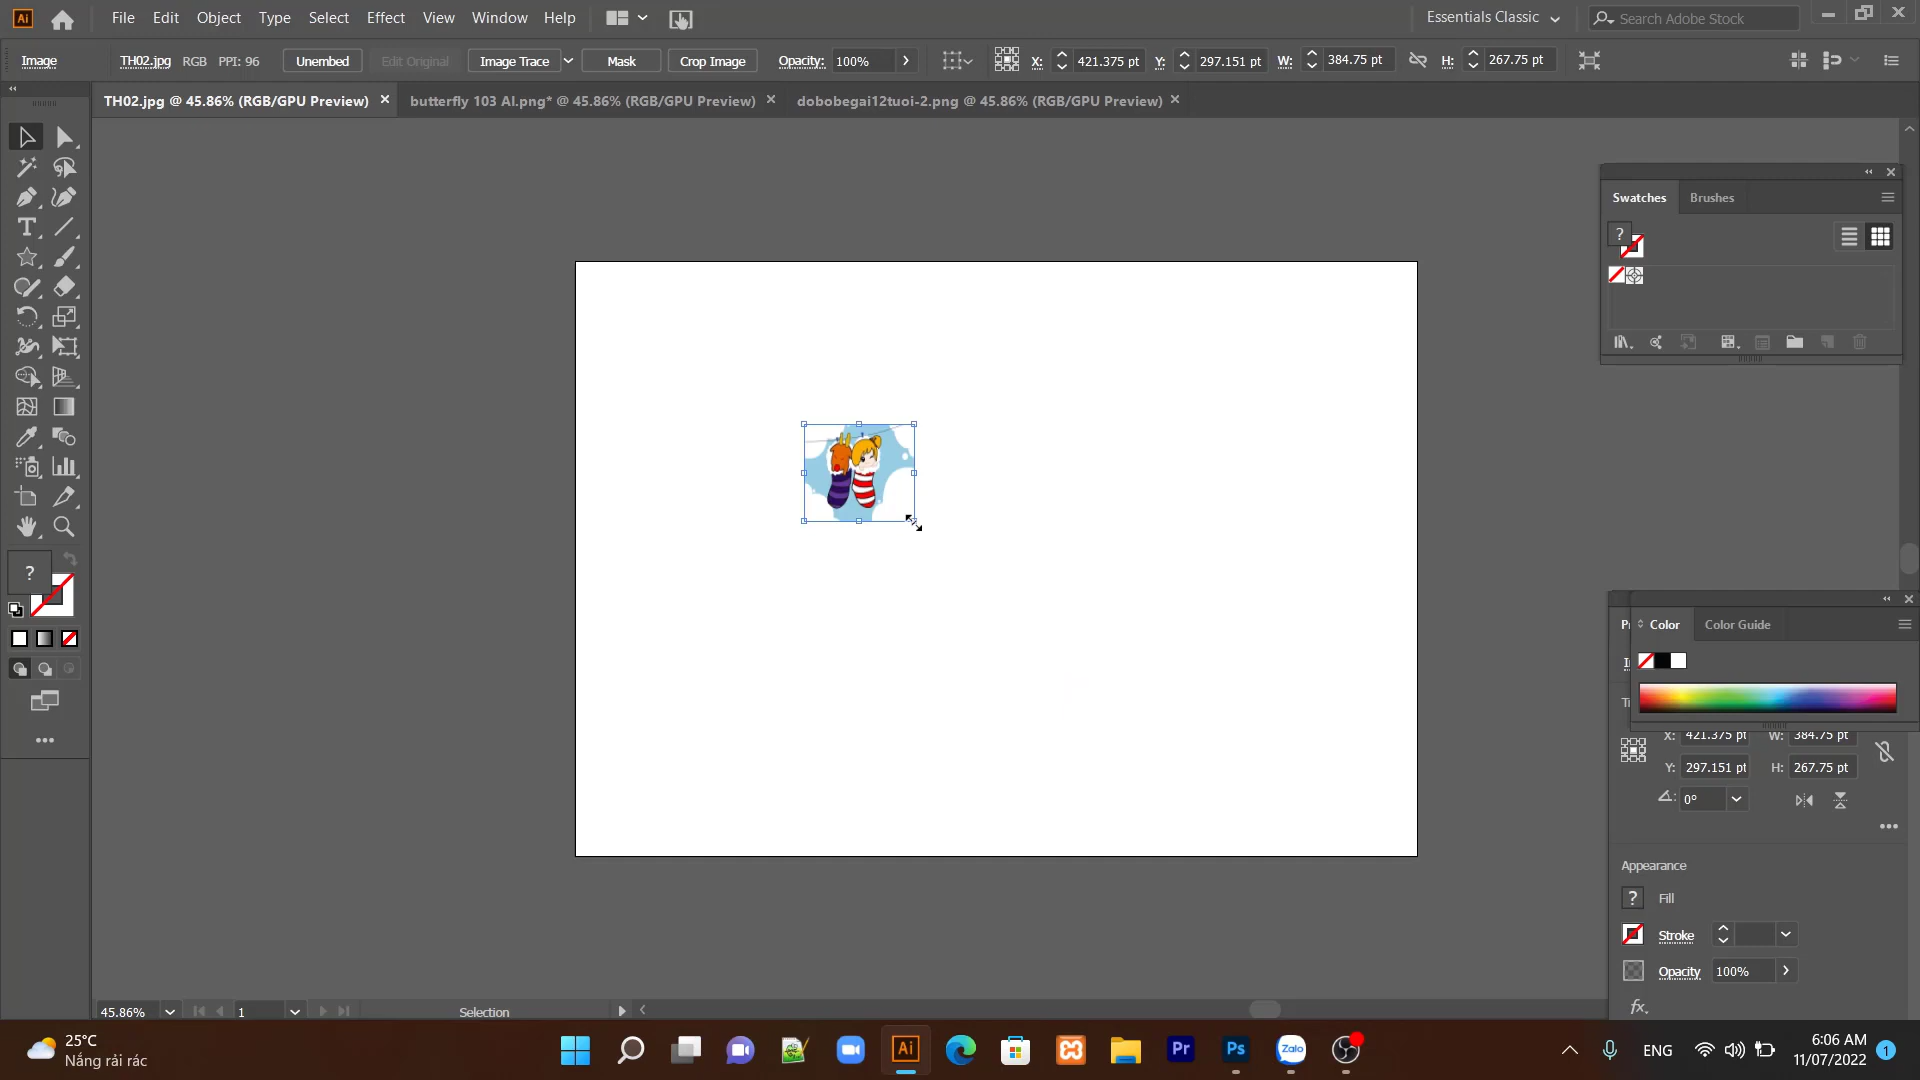 Ai File Edit Object Type Select Effect View Window Help Essentials Classic Search Adobe Stock
Image TH02.jpg RGB PPI: 96 Unembed Edit Original Image Trace Mask Crop Image Opacity: 100% X: 421.375 pt Y: 297.151 pt W: 384.75 pt H: 267.75 pt
TH02.jpg @ 45.86% (RGB/GPU Preview) butterfly 103 AI.png* @ 45.86% (RGB/GPU Preview) dobobegai12tuoi-2.png @ 45.86% (RGB/GPU Preview)
Swatches Brushes
?
?
Color Color Guide
X: 421.375 pt W: 384.75 pt
Y: 297.151 pt H: 267.75 pt
0°
Appearance
? Fill
Stroke
Opacity 100%
fx.
45.86% 1 Selection
25°C
Nắng rải rác
Ai Pr Ps Zalo
ENG
6:06 AM
11/07/2022
1